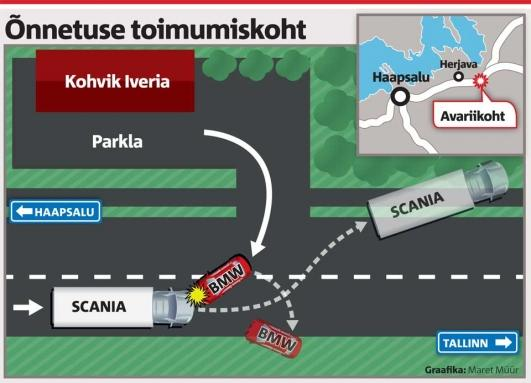 Õnnetuse toimumiskoht
Kohvik Iveria
Parkla
Haapsalu
Herjava
Avariikoht
HAAPSALU
SCANIA
BMW
SCANIA
BMW
TALLINN
Graafika: Maret Müür